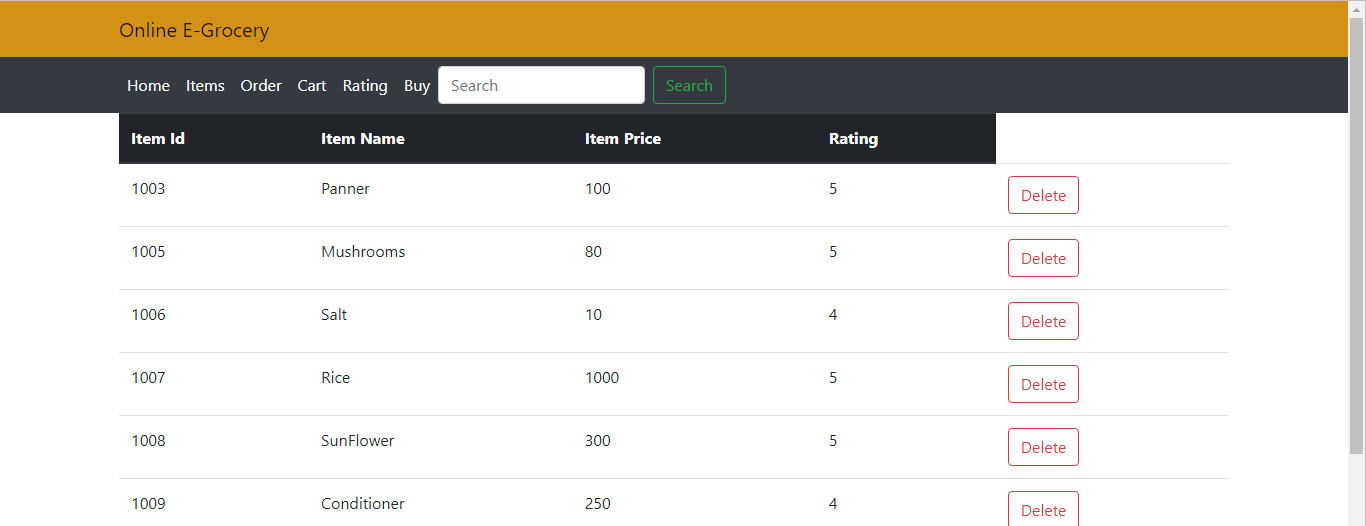 Online E-Grocery
Home Items Order Cart Rating Buy Search Search
Item Id Item Name Item Price Rating
1003 Panner 100 5 Delete
1005 Mushrooms 80 5 Delete
1006 Salt 10 4 Delete
1007 Rice 1000 5 Delete
1008 SunFlower 300 5 Delete
1009 Conditioner 250 4 Delete